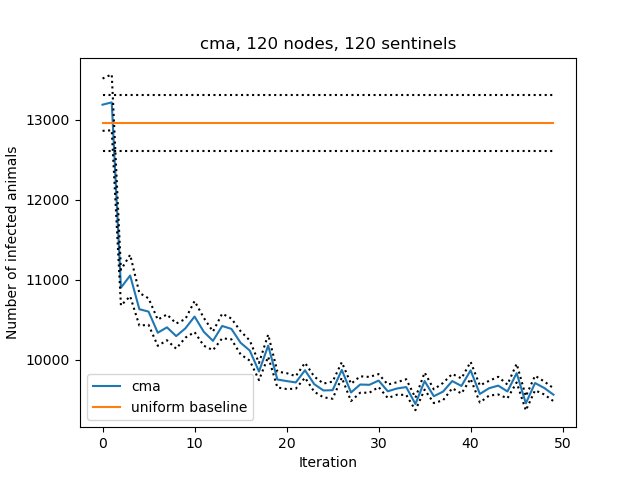 cma, 120 nodes, 120 sentinels
Number of infected animals
13000
12000
11000
10000
cma
uniform baseline
0
10
20
30
40
50
Iteration